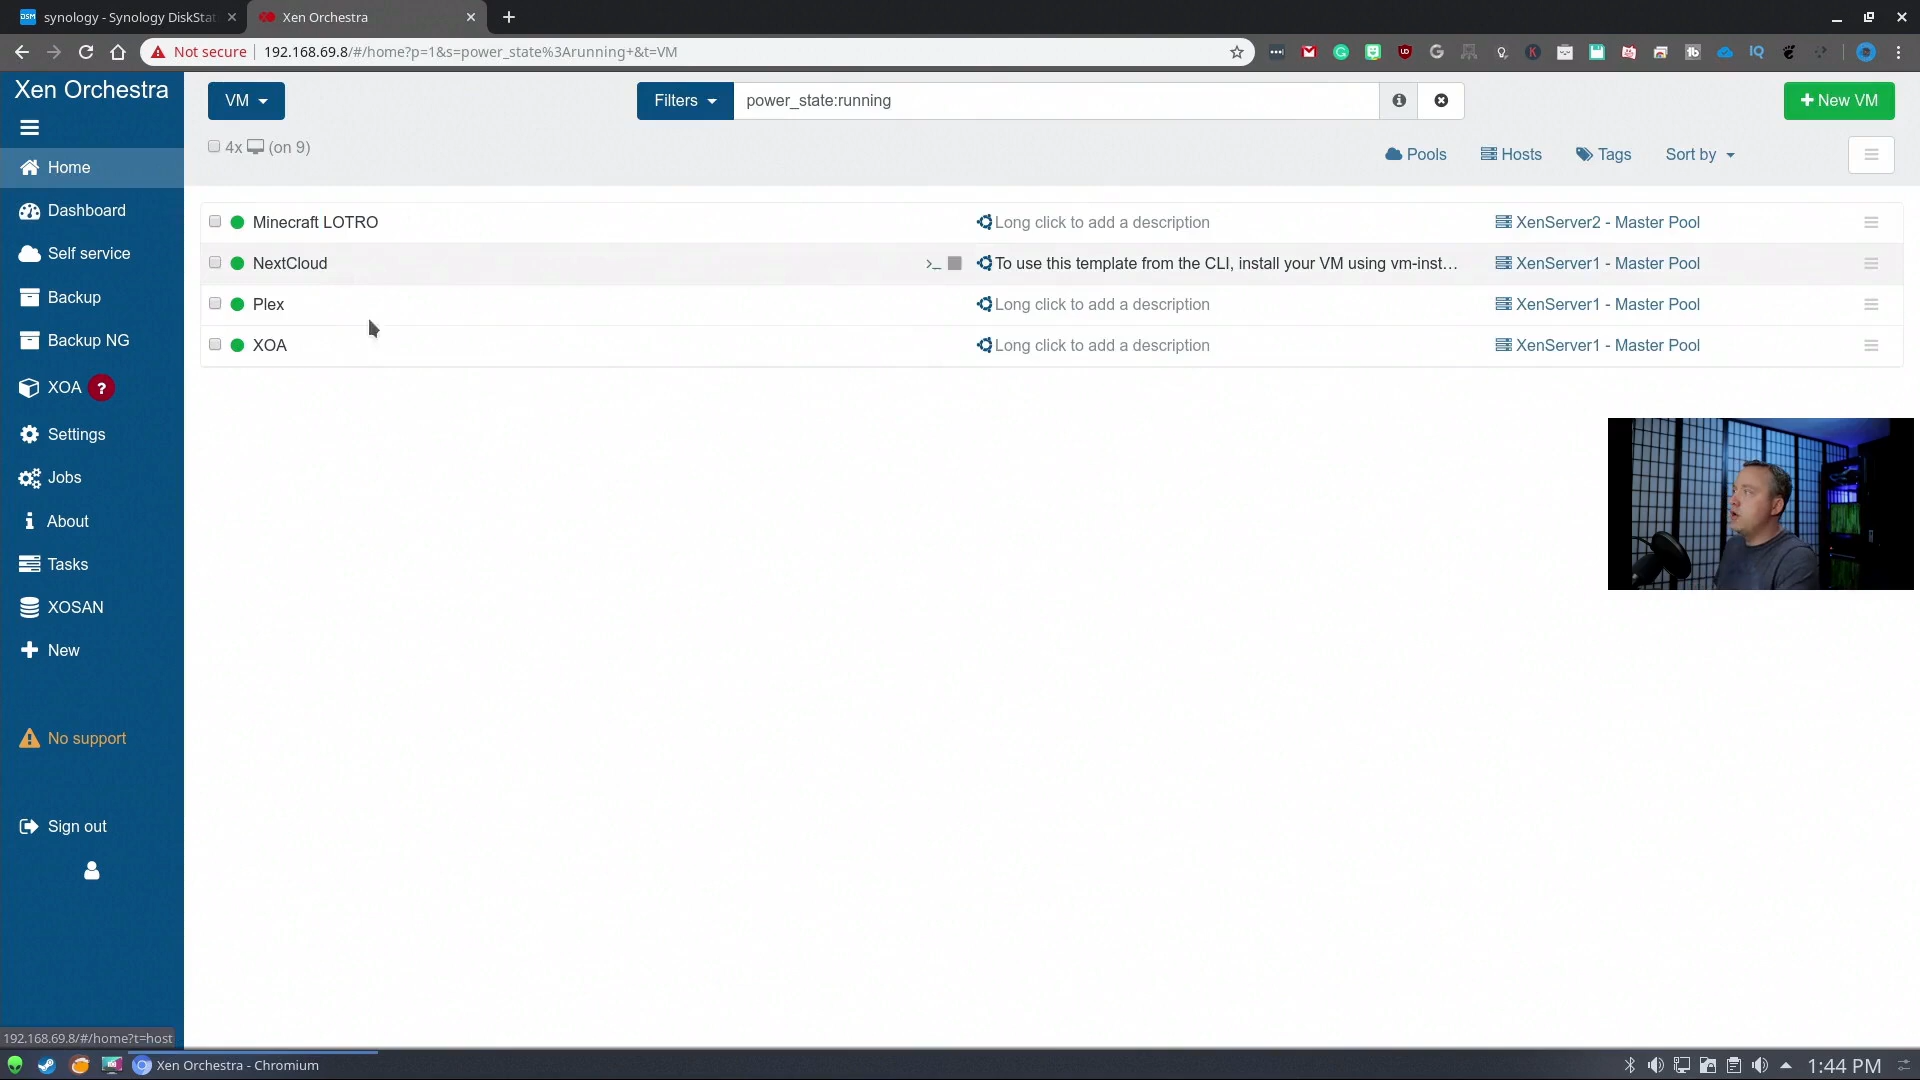 synology - Synology DiskStat
Xen Orchestra
Not secure
192.168.69.8/#/home?p=1&s=power_state%3Arunning+&t=VM
Xen Orchestra
VM
Filters
power_state:running
New VM
4x (on 9)
Pools
Hosts
Tags
Sort by
Home
Dashboard
Self service
Backup
Backup NG
XOA ?
Settings
Jobs
About
Tasks
XOSAN
New
No support
Sign out
Minecraft LOTRO
Long click to add a description
XenServer2 - Master Pool
NextCloud
>_
To use this template from the CLI, install your VM using vm-inst…
XenServer1 - Master Pool
Plex
Long click to add a description
XenServer1 - Master Pool
XOA
Long click to add a description
XenServer1 - Master Pool
192.168.69.8/#/home?t=host
Xen Orchestra - Chromium
1:44 PM